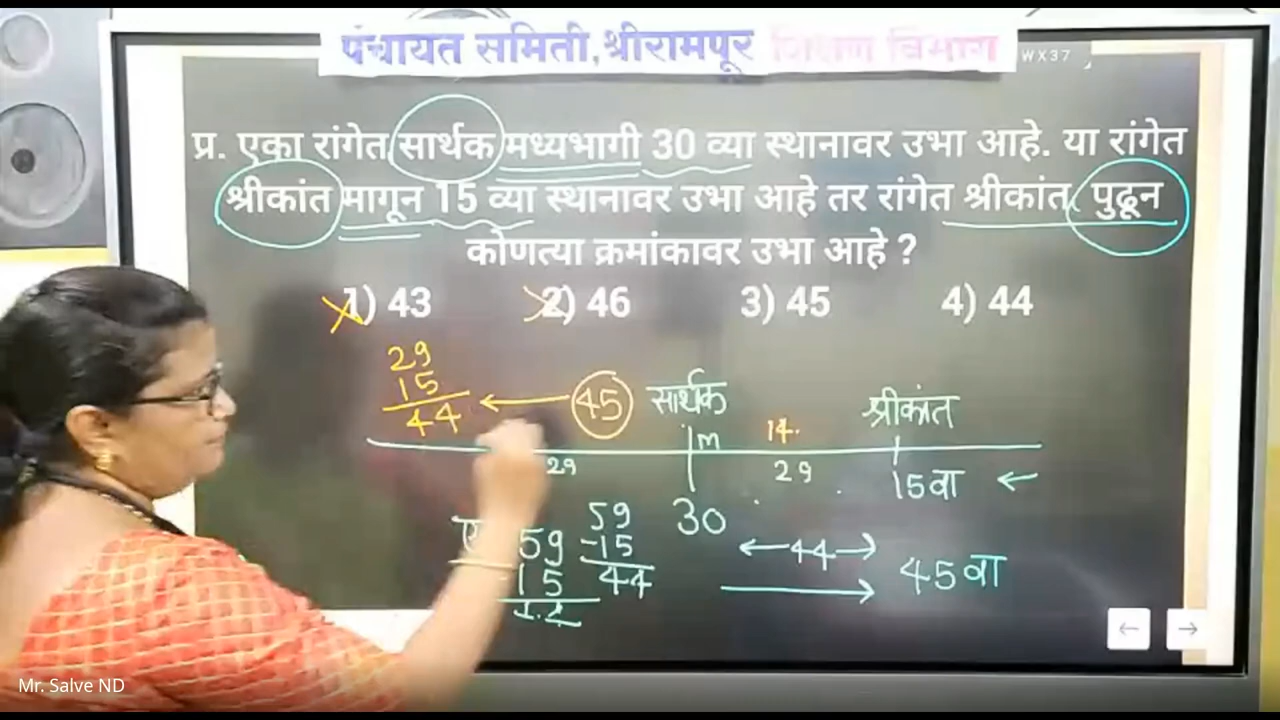 पंचायत समिती,श्रीरामपूर शिक्षण विभाग
WX37
प्र. एका रांगेत सार्थक मध्यभागी 30 व्या स्थानावर उभा आहे. या रांगेत
श्रीकांत मागून 15 व्या स्थानावर उभा आहे तर रांगेत श्रीकांत पुढून
कोणत्या क्रमांकावर उभा आहे ?
1) 43 2) 46 3) 45 4) 44
29
15
44
45 सार्थक श्रीकांत
m 14.
29 29 15वा
30
59 59
-15
15 44
44 45वा
Mr. Salve ND